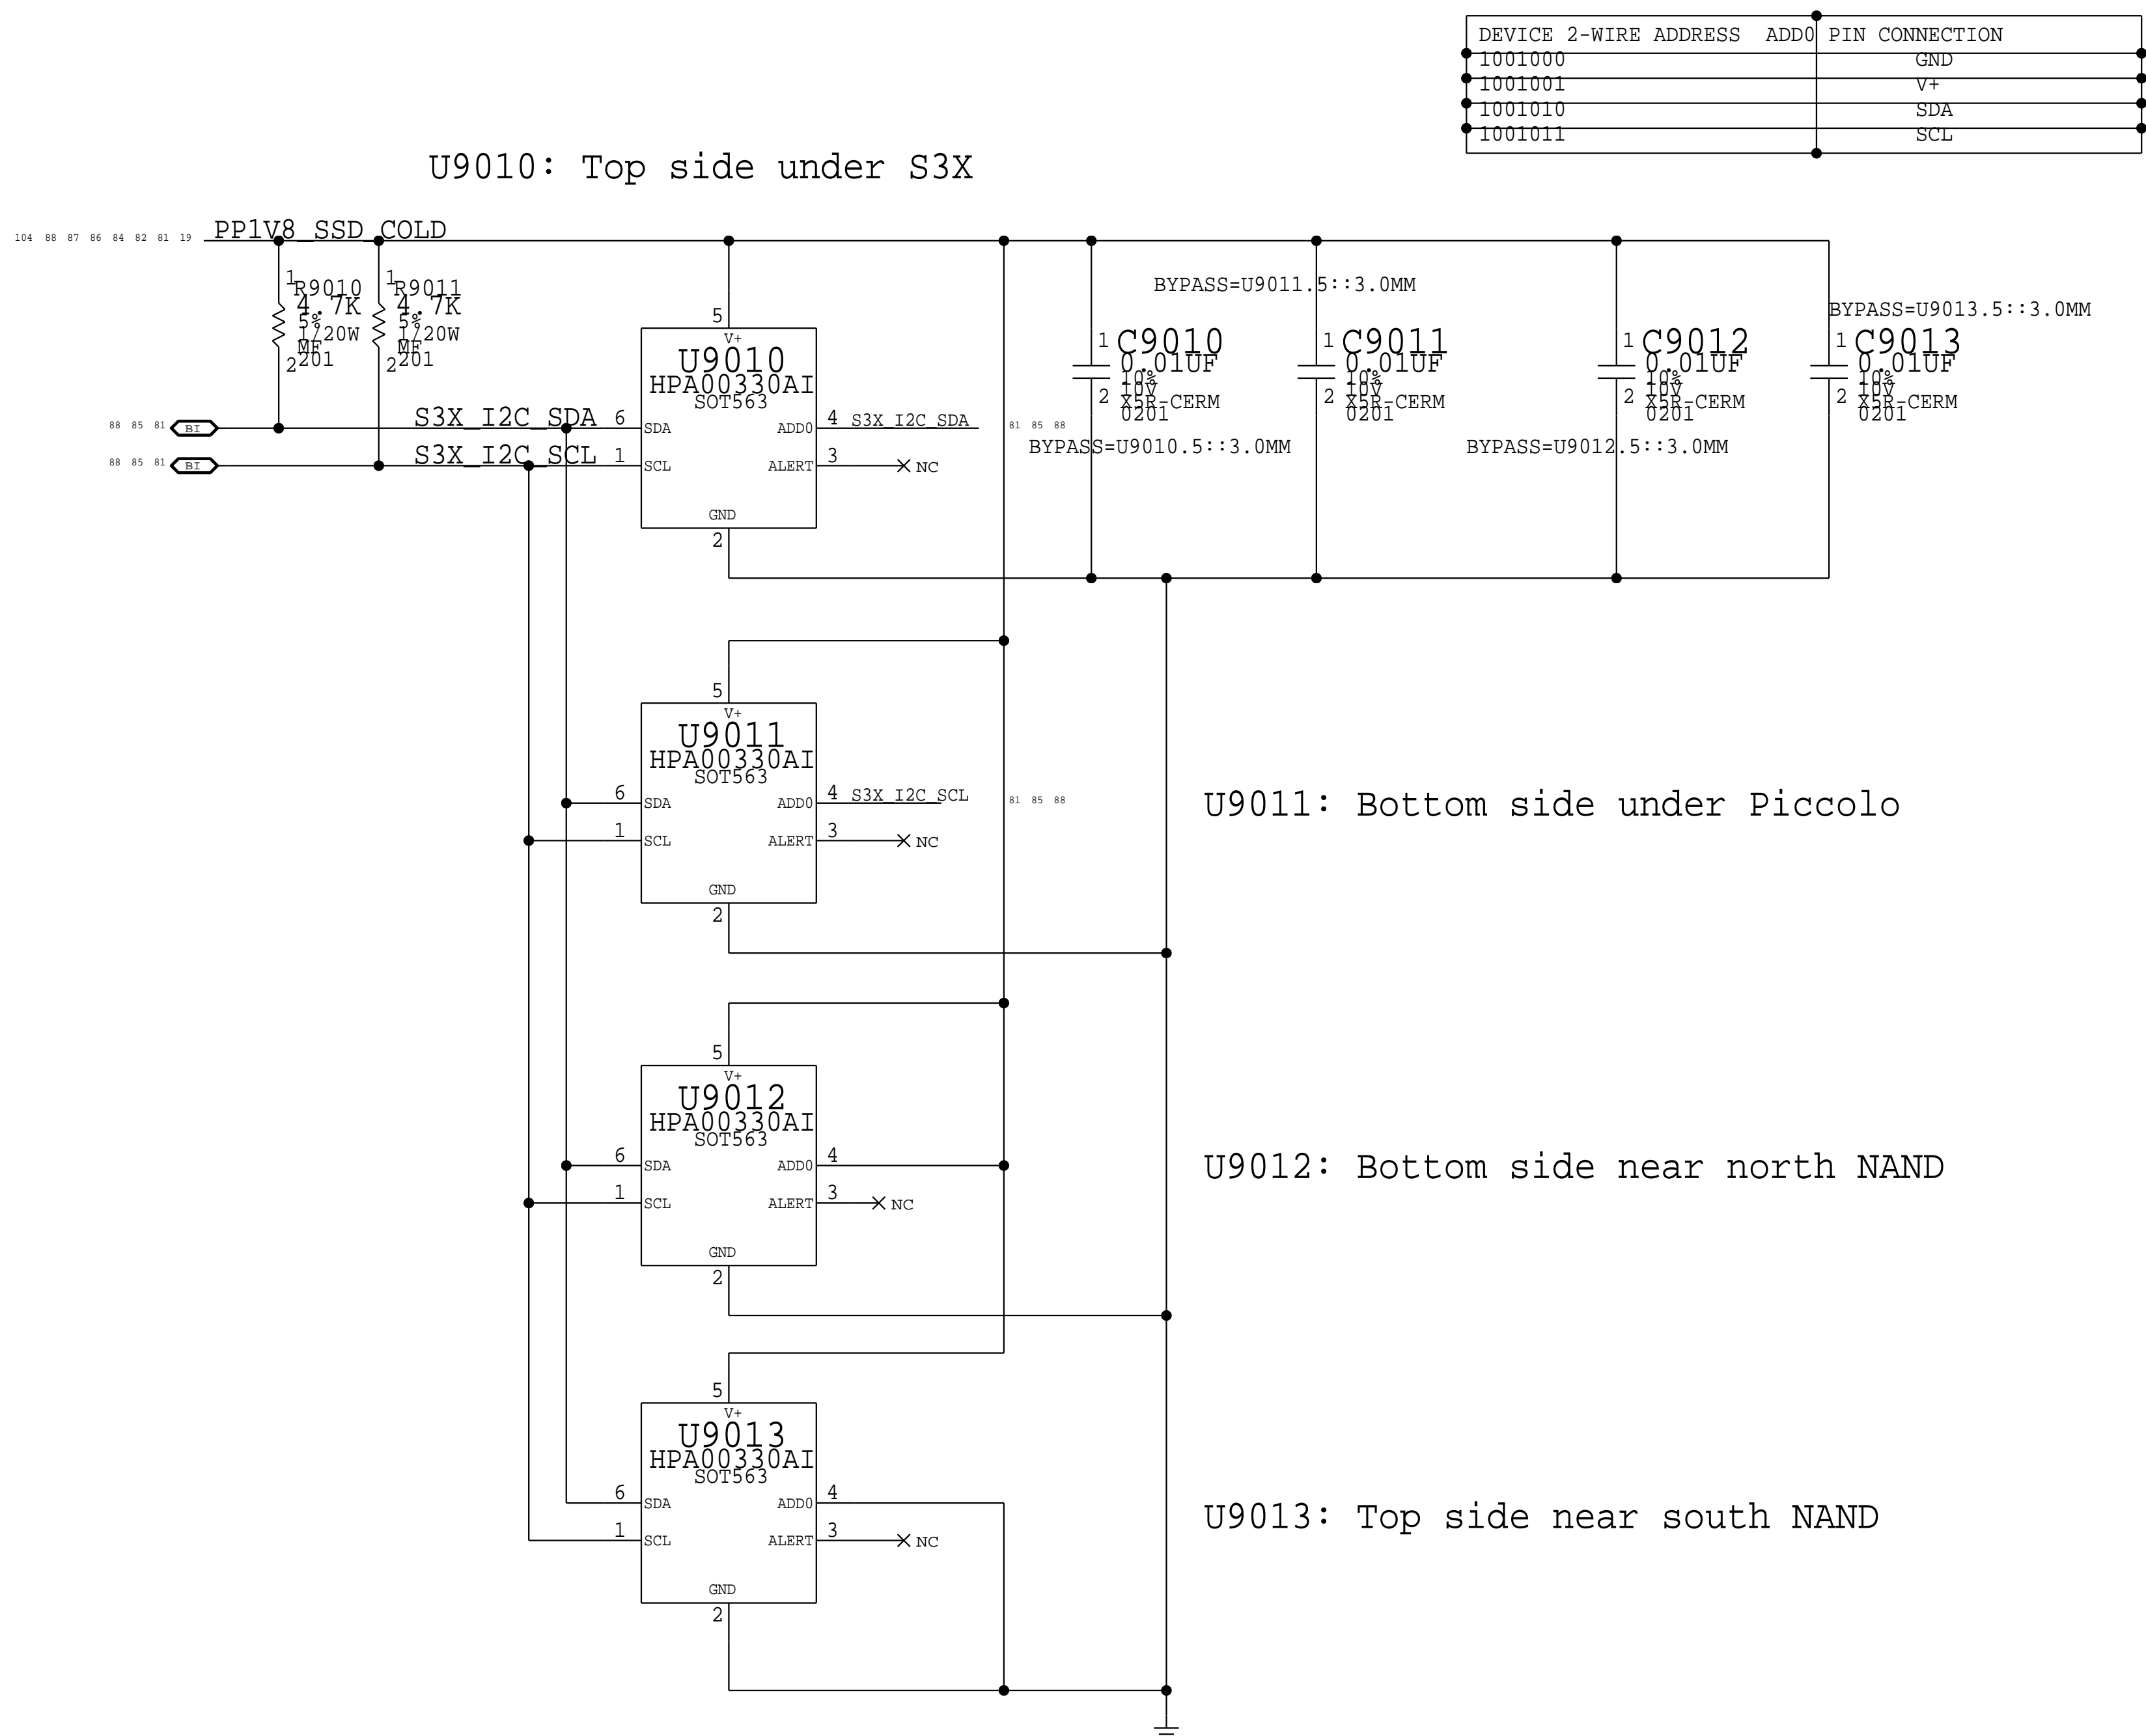 DEVICE 2-WIRE ADDRESS ADD0 PIN CONNECTION
1001000 GND
1001001 V+
1001010 SDA
1001011 SCL
U9010: Top side under S3X
104 88 87 86 84 82 81 19 PP1V8_SSD_COLD
1
R9010
4.7K
5%
1/20W
MF
201
2
1
R9011
4.7K
5%
1/20W
MF
201
2
BYPASS=U9011.5::3.0MM
BYPASS=U9013.5::3.0MM
5
V+
U9010
HPA00330AI
SOT563
88 85 81 BI S3X_I2C_SDA 6 SDA ADD0 4 S3X_I2C_SDA 81 85 88
88 85 81 BI S3X_I2C_SCL 1 SCL ALERT 3 NC
GND
2
1 C9010
0.01UF
10%
10V
2 X5R-CERM
0201
1 C9011
0.01UF
10%
10V
2 X5R-CERM
0201
1 C9012
0.01UF
10%
10V
2 X5R-CERM
0201
1 C9013
0.01UF
10%
10V
2 X5R-CERM
0201
BYPASS=U9010.5::3.0MM
BYPASS=U9012.5::3.0MM
5
V+
U9011
HPA00330AI
SOT563
6 SDA ADD0 4 S3X_I2C_SCL 81 85 88
1 SCL ALERT 3 NC
GND
2
U9011: Bottom side under Piccolo
5
V+
U9012
HPA00330AI
SOT563
6 SDA ADD0 4
1 SCL ALERT 3 NC
GND
2
U9012: Bottom side near north NAND
5
V+
U9013
HPA00330AI
SOT563
6 SDA ADD0 4
1 SCL ALERT 3 NC
GND
2
U9013: Top side near south NAND